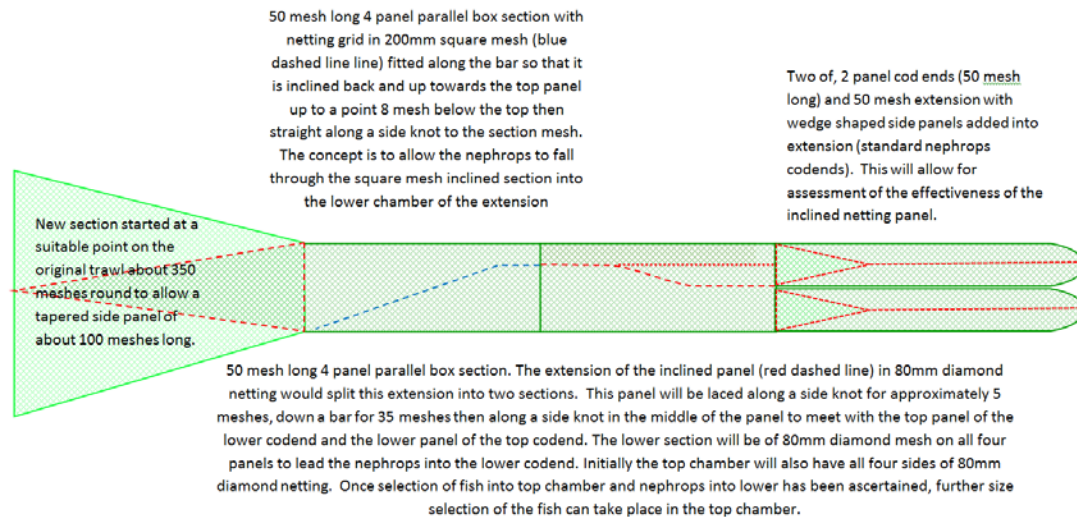 50 mesh long 4 panel parallel box section with
netting grid in 200mm square mesh (blue
dashed line line) fitted along the bar so that it
is inclined back and up towards the top panel
up to a point 8 mesh below the top then
straight along a side knot to the section mesh.
The concept is to allow the nephrops to fall
through the square mesh inclined section into
the lower chamber of the extension
Two of, 2 panel cod ends (50 mesh
long) and 50 mesh extension with
wedge shaped side panels added into
extension (standard nephrops
codends).  This will allow for
assessment of the effectiveness of the
inclined netting panel.
New section started at a
suitable point on the
original trawl about 350
meshes round to allow a
tapered side panel of
about 100 meshes long.
50 mesh long 4 panel parallel box section. The extension of the inclined panel (red dashed line) in 80mm diamond
netting would split this extension into two sections.  This panel will be laced along a side knot for approximately 5
meshes, down a bar for 35 meshes then along a side knot in the middle of the panel to meet with the top panel of the
lower codend and the lower panel of the top codend. The lower section will be of 80mm diamond mesh on all four
panels to lead the nephrops into the lower codend. Initially the top chamber will also have all four sides of 80mm
diamond netting.  Once selection of fish into top chamber and nephrops into lower has been ascertained, further size
selection of the fish can take place in the top chamber.